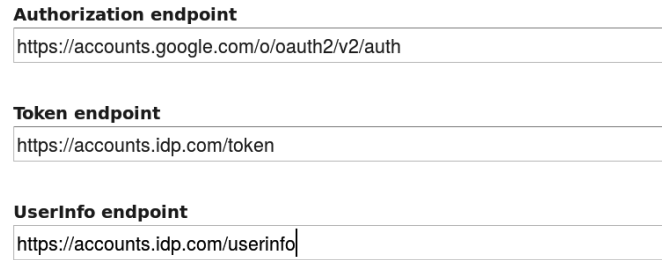 Authorization endpoint
https://accounts.google.com/o/oauth2/v2/auth
Token endpoint
https://accounts.idp.com/token
UserInfo endpoint
https://accounts.idp.com/userinfo